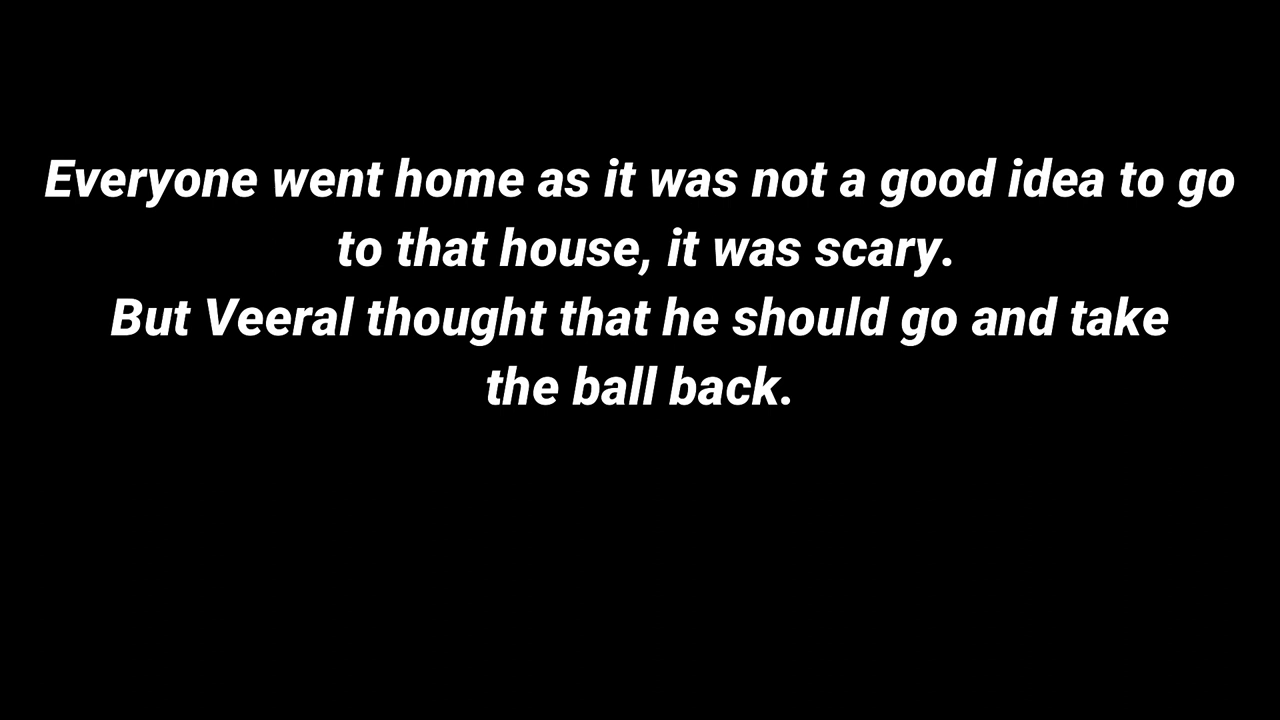 Everyone went home as it was not a good idea to go
to that house, it was scary.
But Veeral thought that he should go and take
the ball back.